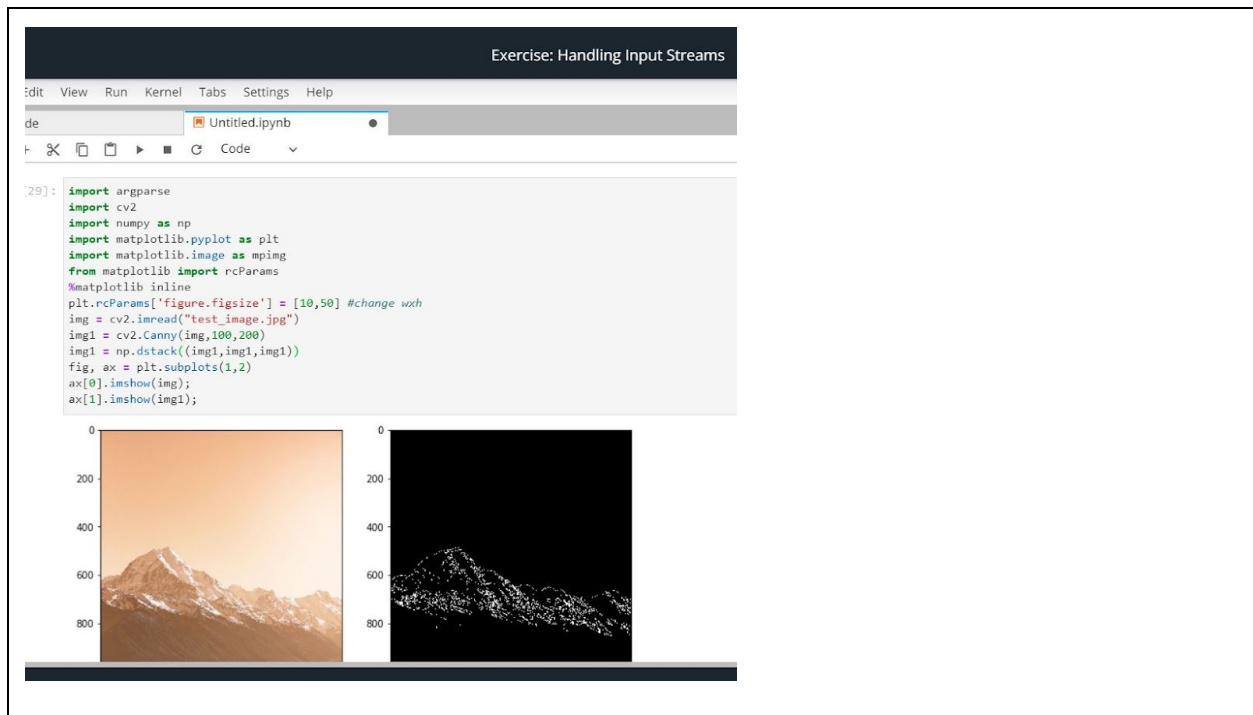 Exercise: Handling Input Streams
Edit View Run Kernel Tabs Settings Help
de
Untitled.ipynb
Code
[29]:
import argparse
import cv2
import numpy as np
import matplotlib.pyplot as plt
import matplotlib.image as mpimg
from matplotlib import rcParams
%matplotlib inline
plt.rcParams['figure.figsize'] = [10,50] #change wxh
img = cv2.imread("test_image.jpg")
img1 = cv2.Canny(img,100,200)
img1 = np.dstack((img1,img1,img1))
fig, ax = plt.subplots(1,2)
ax[0].imshow(img);
ax[1].imshow(img1);
0
200
400
600
800
0
200
400
600
800